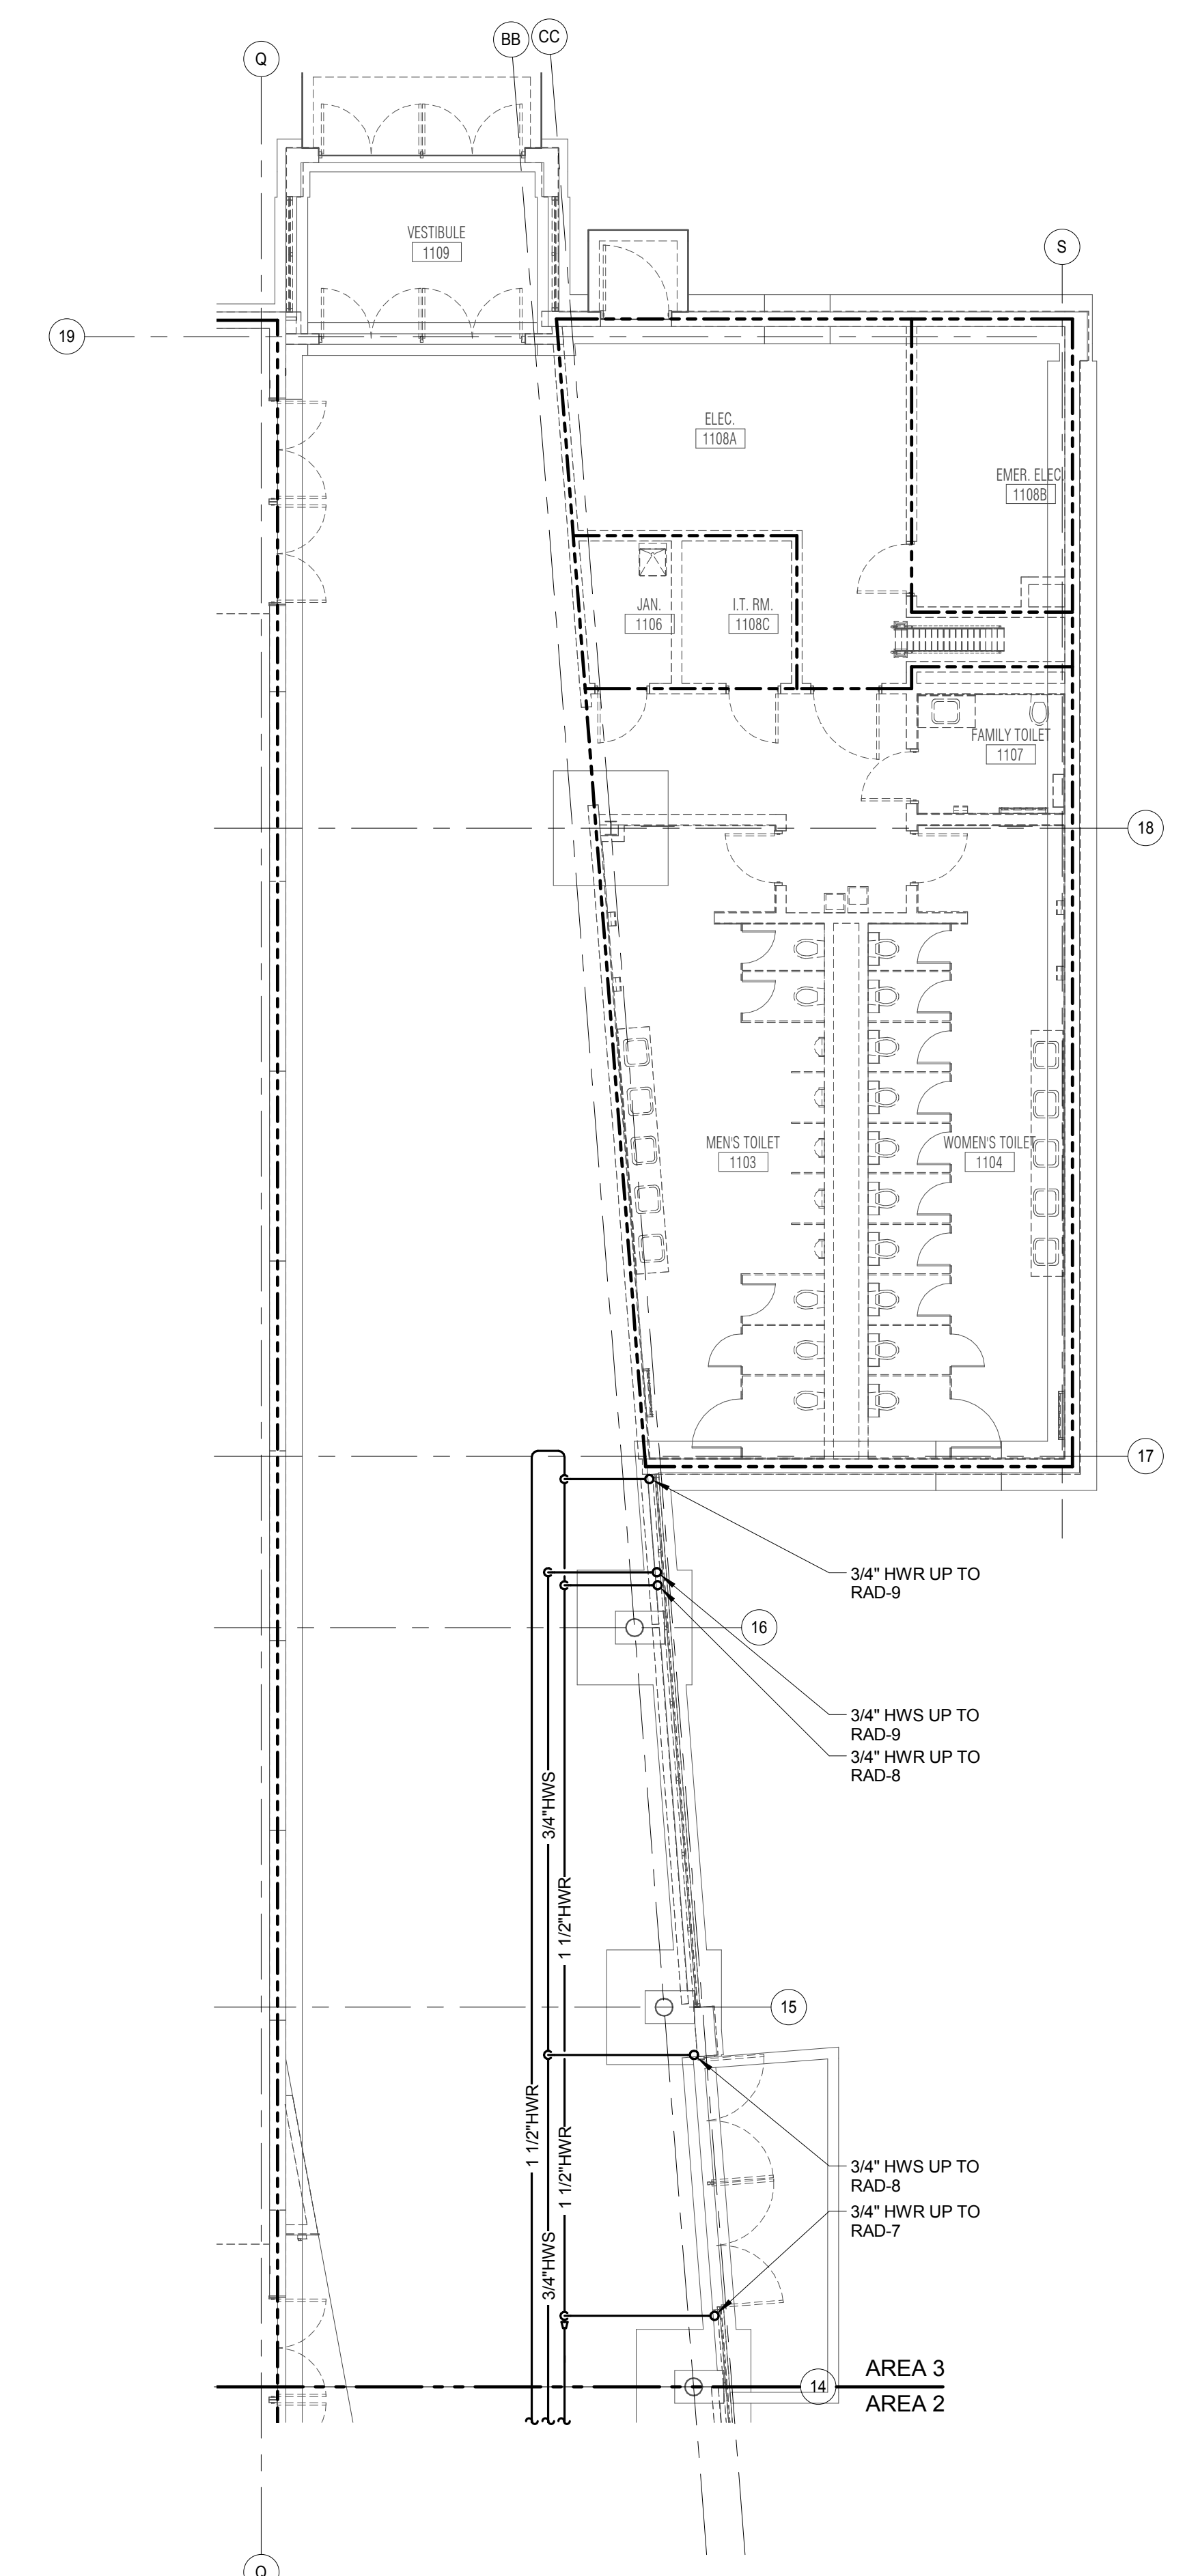 BB
CC
Q
VESTIBULE
1109
S
19
ELEC.
1108A
EMER. ELEC.
1108B
JAN.
1106
I.T. RM.
1108C
FAMILY TOILET
1107
18
MEN'S TOILET
1103
WOMEN'S TOILET
1104
17
3/4" HWR UP TO
RAD-9
16
3/4" HWS UP TO
RAD-9
3/4" HWR UP TO
RAD-8
3/4"HWS
1 1/2"HWR
15
1 1/2"HWR
1 1/2"HWR
3/4" HWS UP TO
RAD-8
3/4" HWR UP TO
RAD-7
3/4"HWS
AREA 3
14
AREA 2
Q